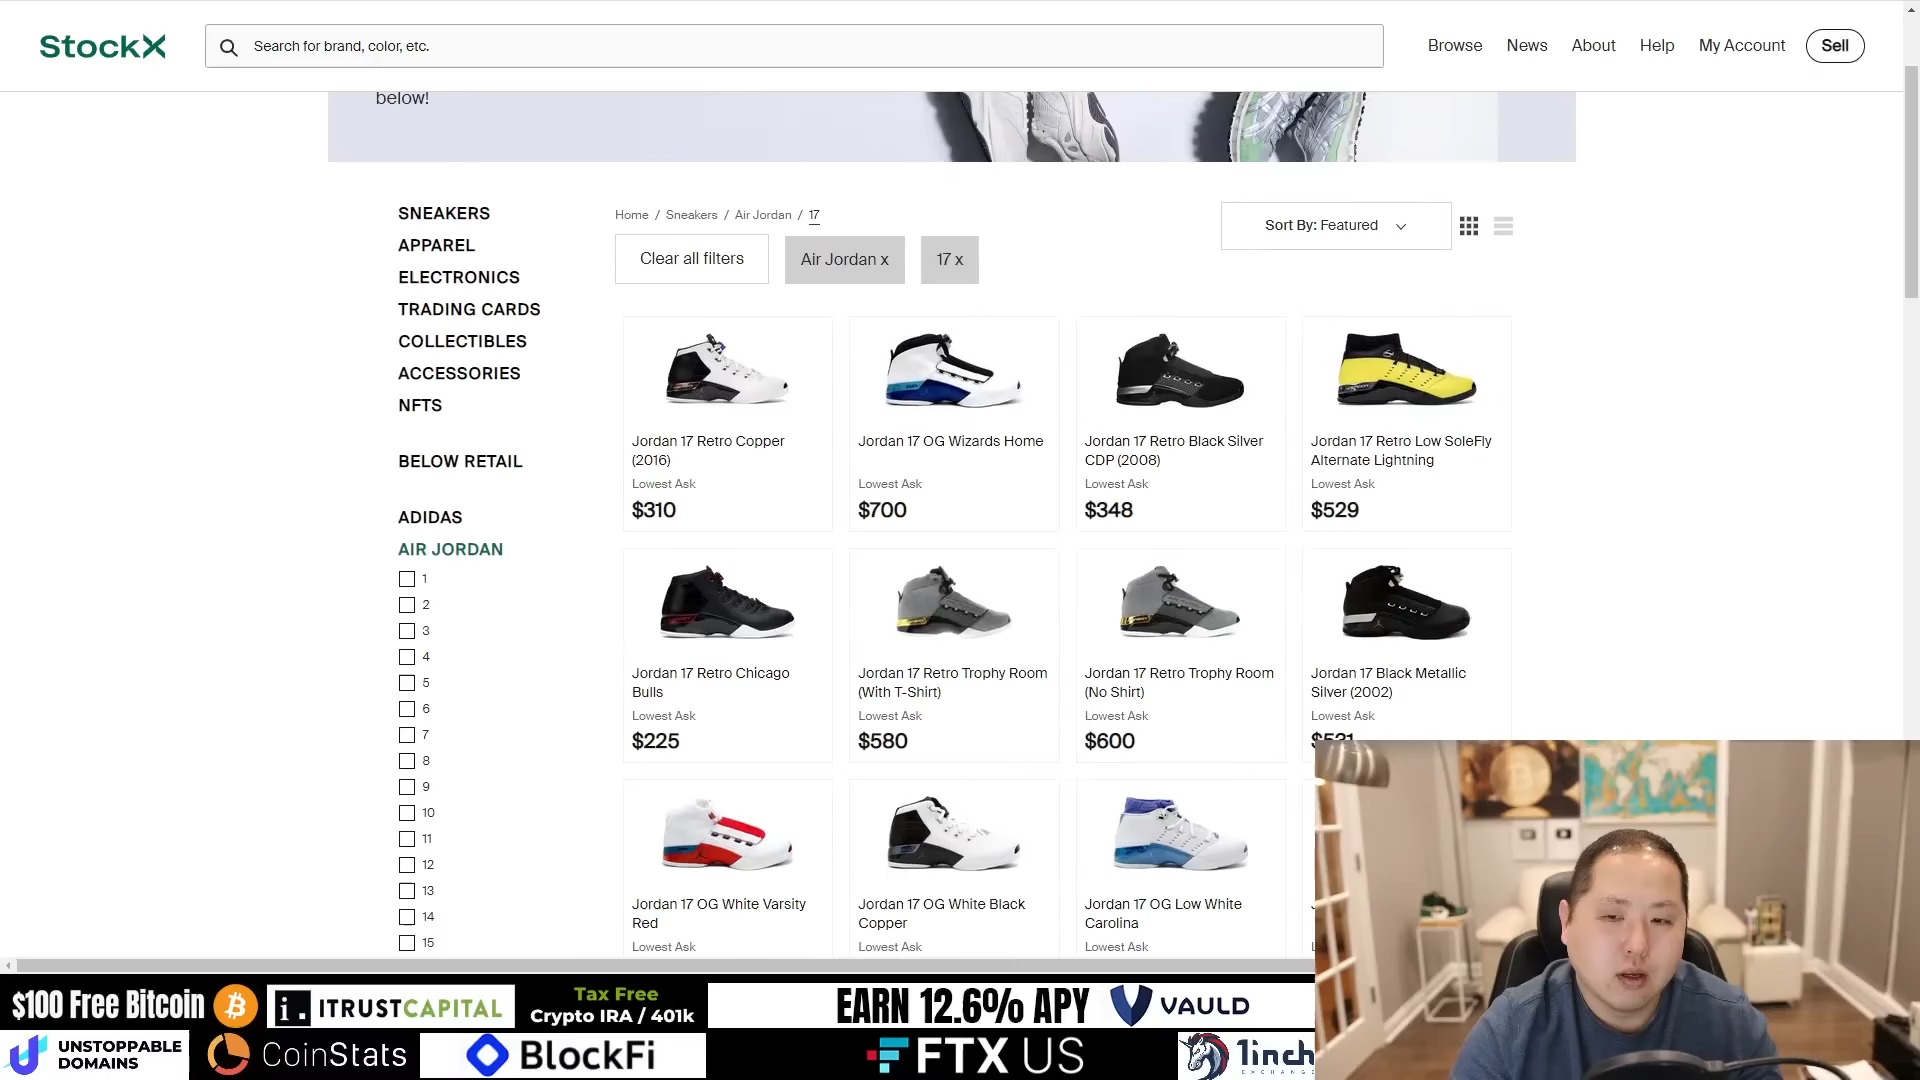 StockX
Search for brand, color, etc.
Browse
News
About
Help
My Account
Sell
below!
SNEAKERS
APPAREL
ELECTRONICS
TRADING CARDS
COLLECTIBLES
ACCESSORIES
NFTS
BELOW RETAIL
ADIDAS
AIR JORDAN
1
2
3
4
5
6
7
8
9
10
11
12
13
14
15
Home / Sneakers / Air Jordan / 17
Clear all filters
Air Jordan x
17 x
Sort By: Featured
Jordan 17 Retro Copper
(2016)
Lowest Ask
$310
Jordan 17 OG Wizards Home
Lowest Ask
$700
Jordan 17 Retro Black Silver
CDP (2008)
Lowest Ask
$348
Jordan 17 Retro Low SoleFly
Alternate Lightning
Lowest Ask
$529
Jordan 17 Retro Chicago
Bulls
Lowest Ask
$225
Jordan 17 Retro Trophy Room
(With T-Shirt)
Lowest Ask
$580
Jordan 17 Retro Trophy Room
(No Shirt)
Lowest Ask
$600
Jordan 17 Black Metallic
Silver (2002)
Lowest Ask
Jordan 17 OG White Varsity
Red
Lowest Ask
Jordan 17 OG White Black
Copper
Lowest Ask
Jordan 17 OG Low White
Carolina
Lowest Ask
$100 Free Bitcoin
i. ITRUSTCAPITAL
Tax Free
Crypto IRA / 401k
EARN 12.6% APY
VAULD
UNSTOPPABLE
DOMAINS
CoinStats
BlockFi
FTX US
1inch
EXCHANGE